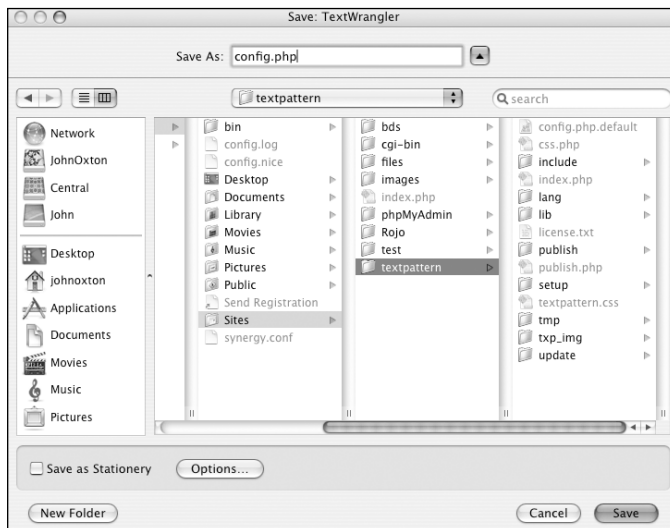 Save: TextWrangler
Save As: config.php
textpattern
search
Network
JohnOxton
Central
John
Desktop
johnoxton
Applications
Documents
Movies
Music
Pictures
bin
config.log
config.nice
Desktop
Documents
Library
Movies
Music
Pictures
Public
Send Registration
Sites
synergy.conf
bds
cgi-bin
files
images
index.php
phpMyAdmin
Rojo
test
textpattern
config.php.default
css.php
include
index.php
lang
lib
license.txt
publish
publish.php
setup
textpattern.css
tmp
txp_img
update
Save as Stationery
Options...
New Folder
Cancel
Save